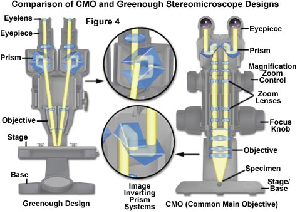 Comparison of CMO and Greenough Stereomicroscope Designs
Figure 4
Eyelens
Eyepiece
Prism
Objective
Stage
Base
Greenough Design
Image
Inverting
Prism
Systems
Eyepiece
Prism
Magnification
Zoom
Control
Zoom
Lenses
Focus
Knob
Objective
Specimen
Stage/
Base
CMO (Common Main Objective)